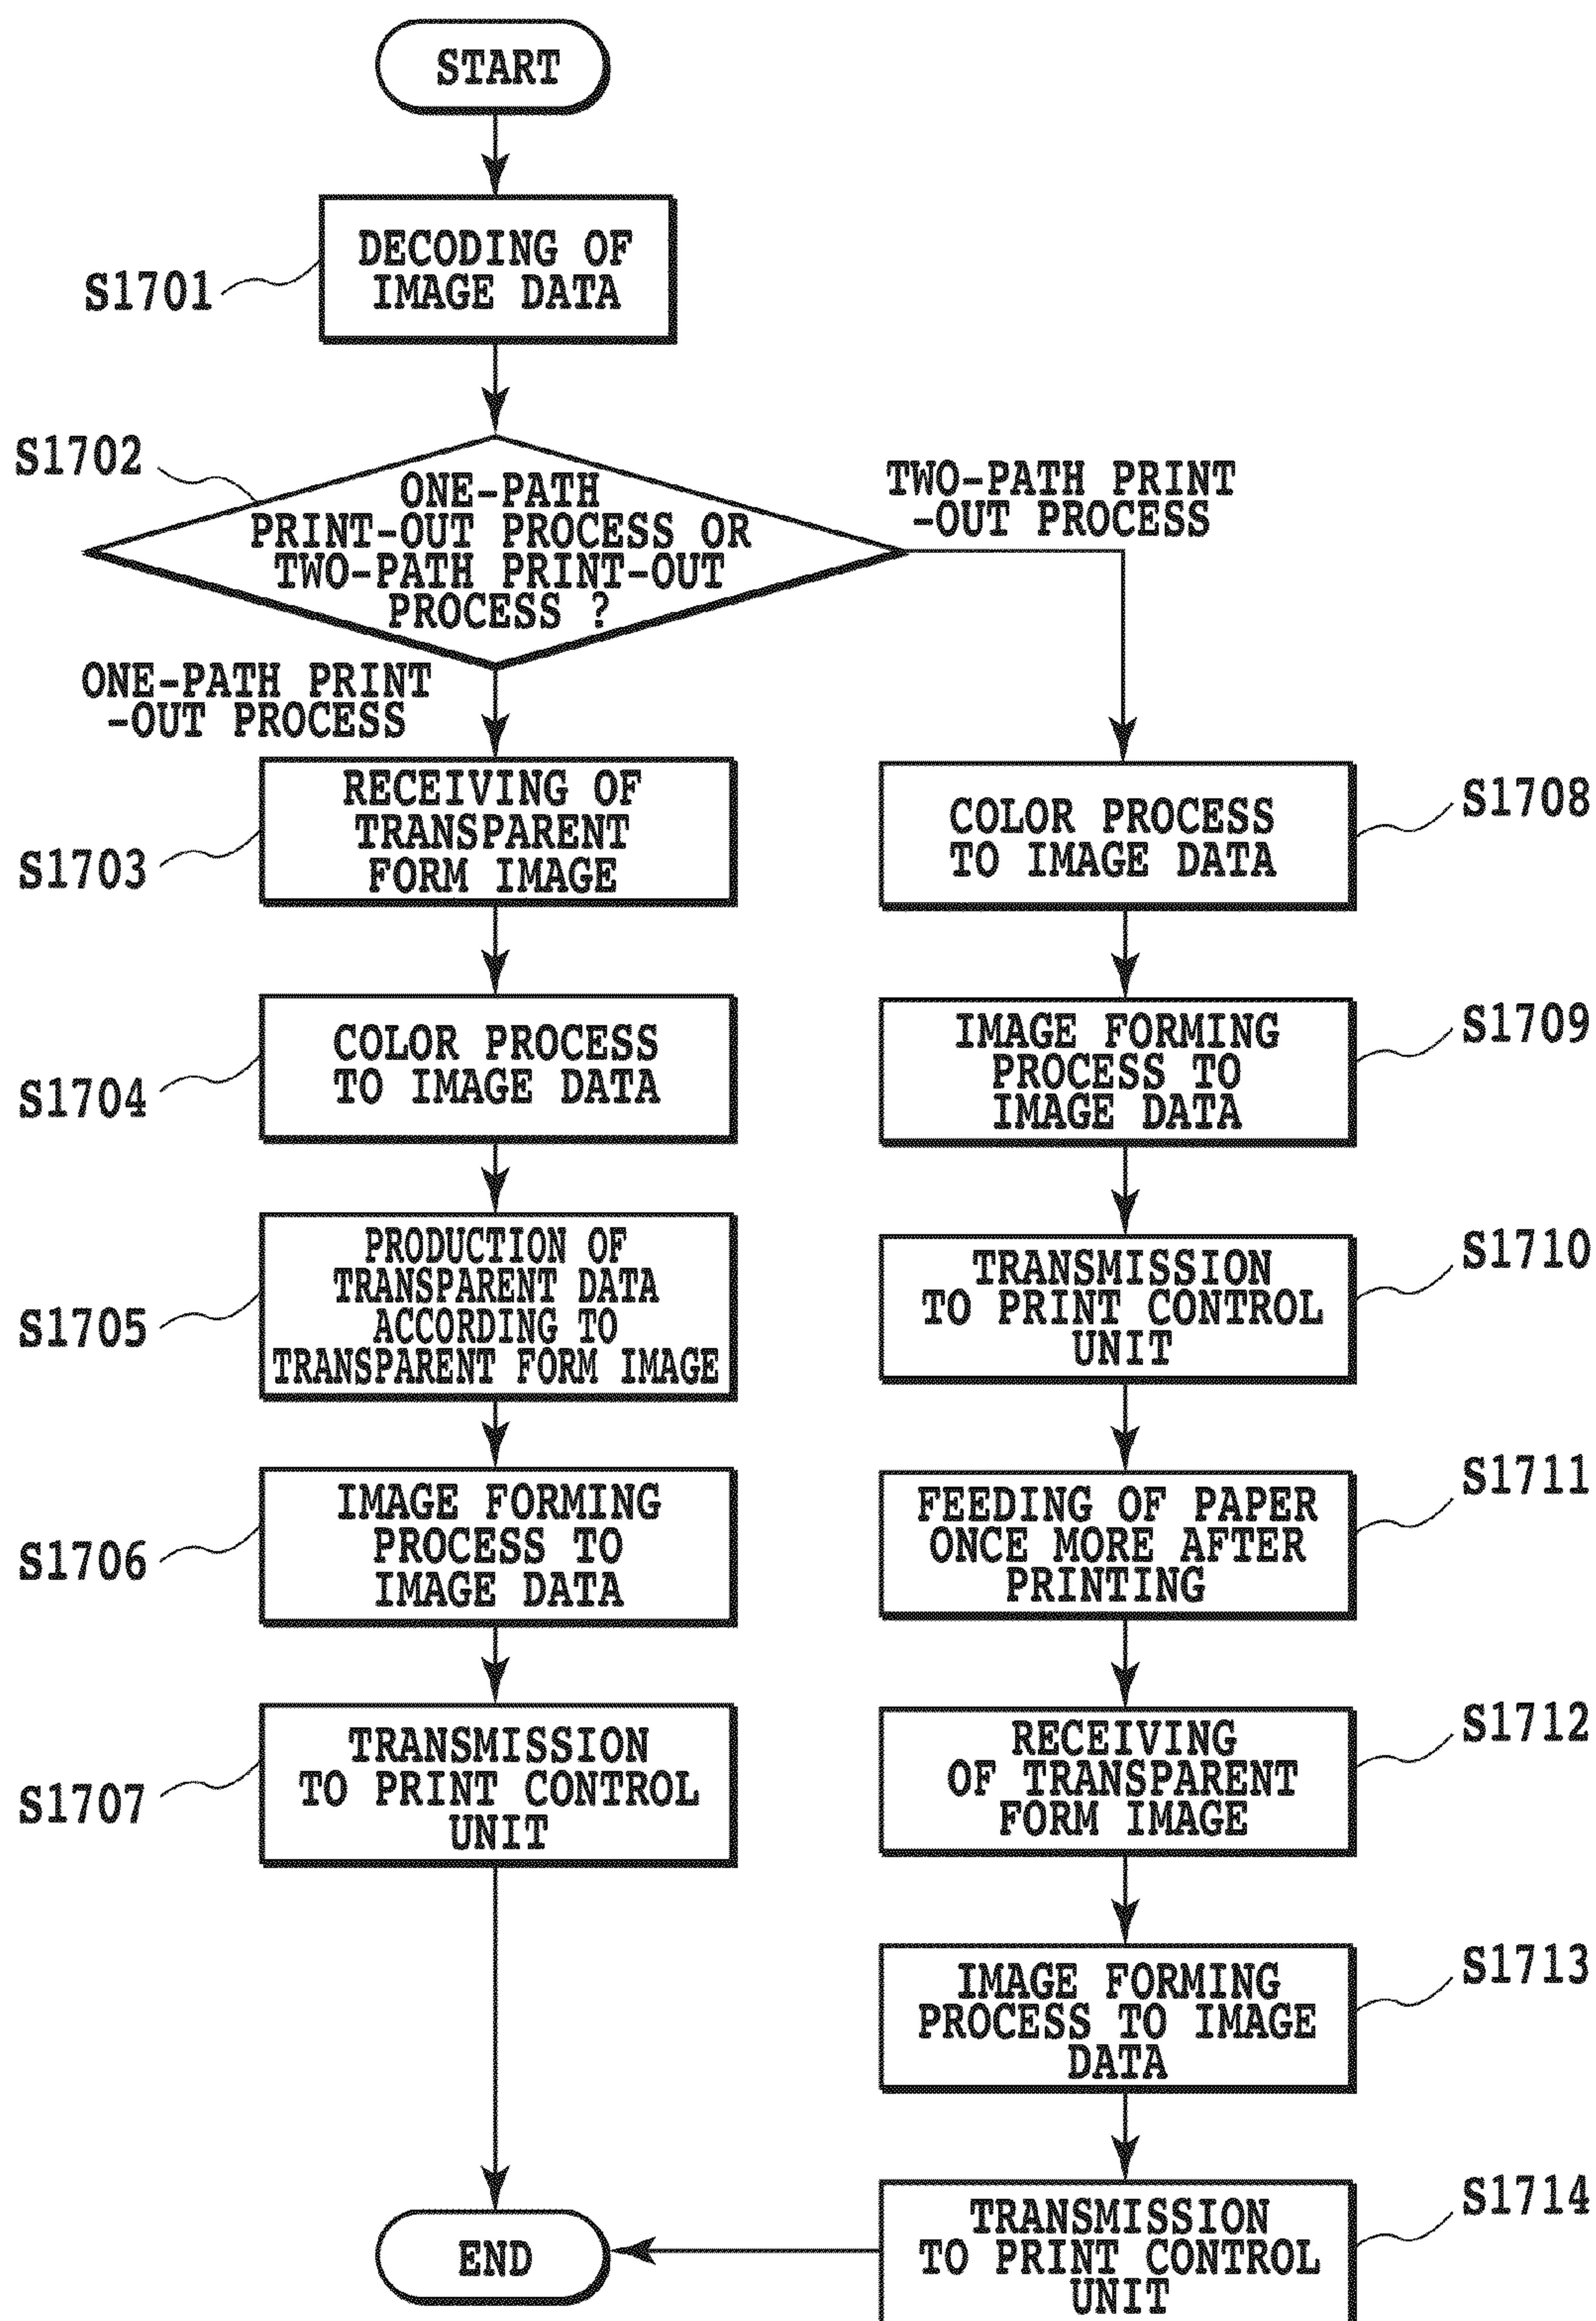 START
DECODING OF
IMAGE DATA
S1701
S1702
ONE-PATH
PRINT-OUT PROCESS OR
TWO-PATH PRINT-OUT
PROCESS ?
TWO-PATH PRINT
-OUT PROCESS
ONE-PATH PRINT
-OUT PROCESS
RECEIVING OF
TRANSPARENT
FORM IMAGE
S1703
COLOR PROCESS
TO IMAGE DATA
S1704
PRODUCTION OF
TRANSPARENT DATA
ACCORDING TO
TRANSPARENT FORM IMAGE
S1705
IMAGE FORMING
PROCESS TO
IMAGE DATA
S1706
TRANSMISSION
TO PRINT CONTROL
UNIT
S1707
COLOR PROCESS
TO IMAGE DATA
S1708
IMAGE FORMING
PROCESS TO
IMAGE DATA
S1709
TRANSMISSION
TO PRINT CONTROL
UNIT
S1710
FEEDING OF PAPER
ONCE MORE AFTER
PRINTING
S1711
RECEIVING
OF TRANSPARENT
FORM IMAGE
S1712
IMAGE FORMING
PROCESS TO IMAGE
DATA
S1713
TRANSMISSION
TO PRINT CONTROL
UNIT
S1714
END